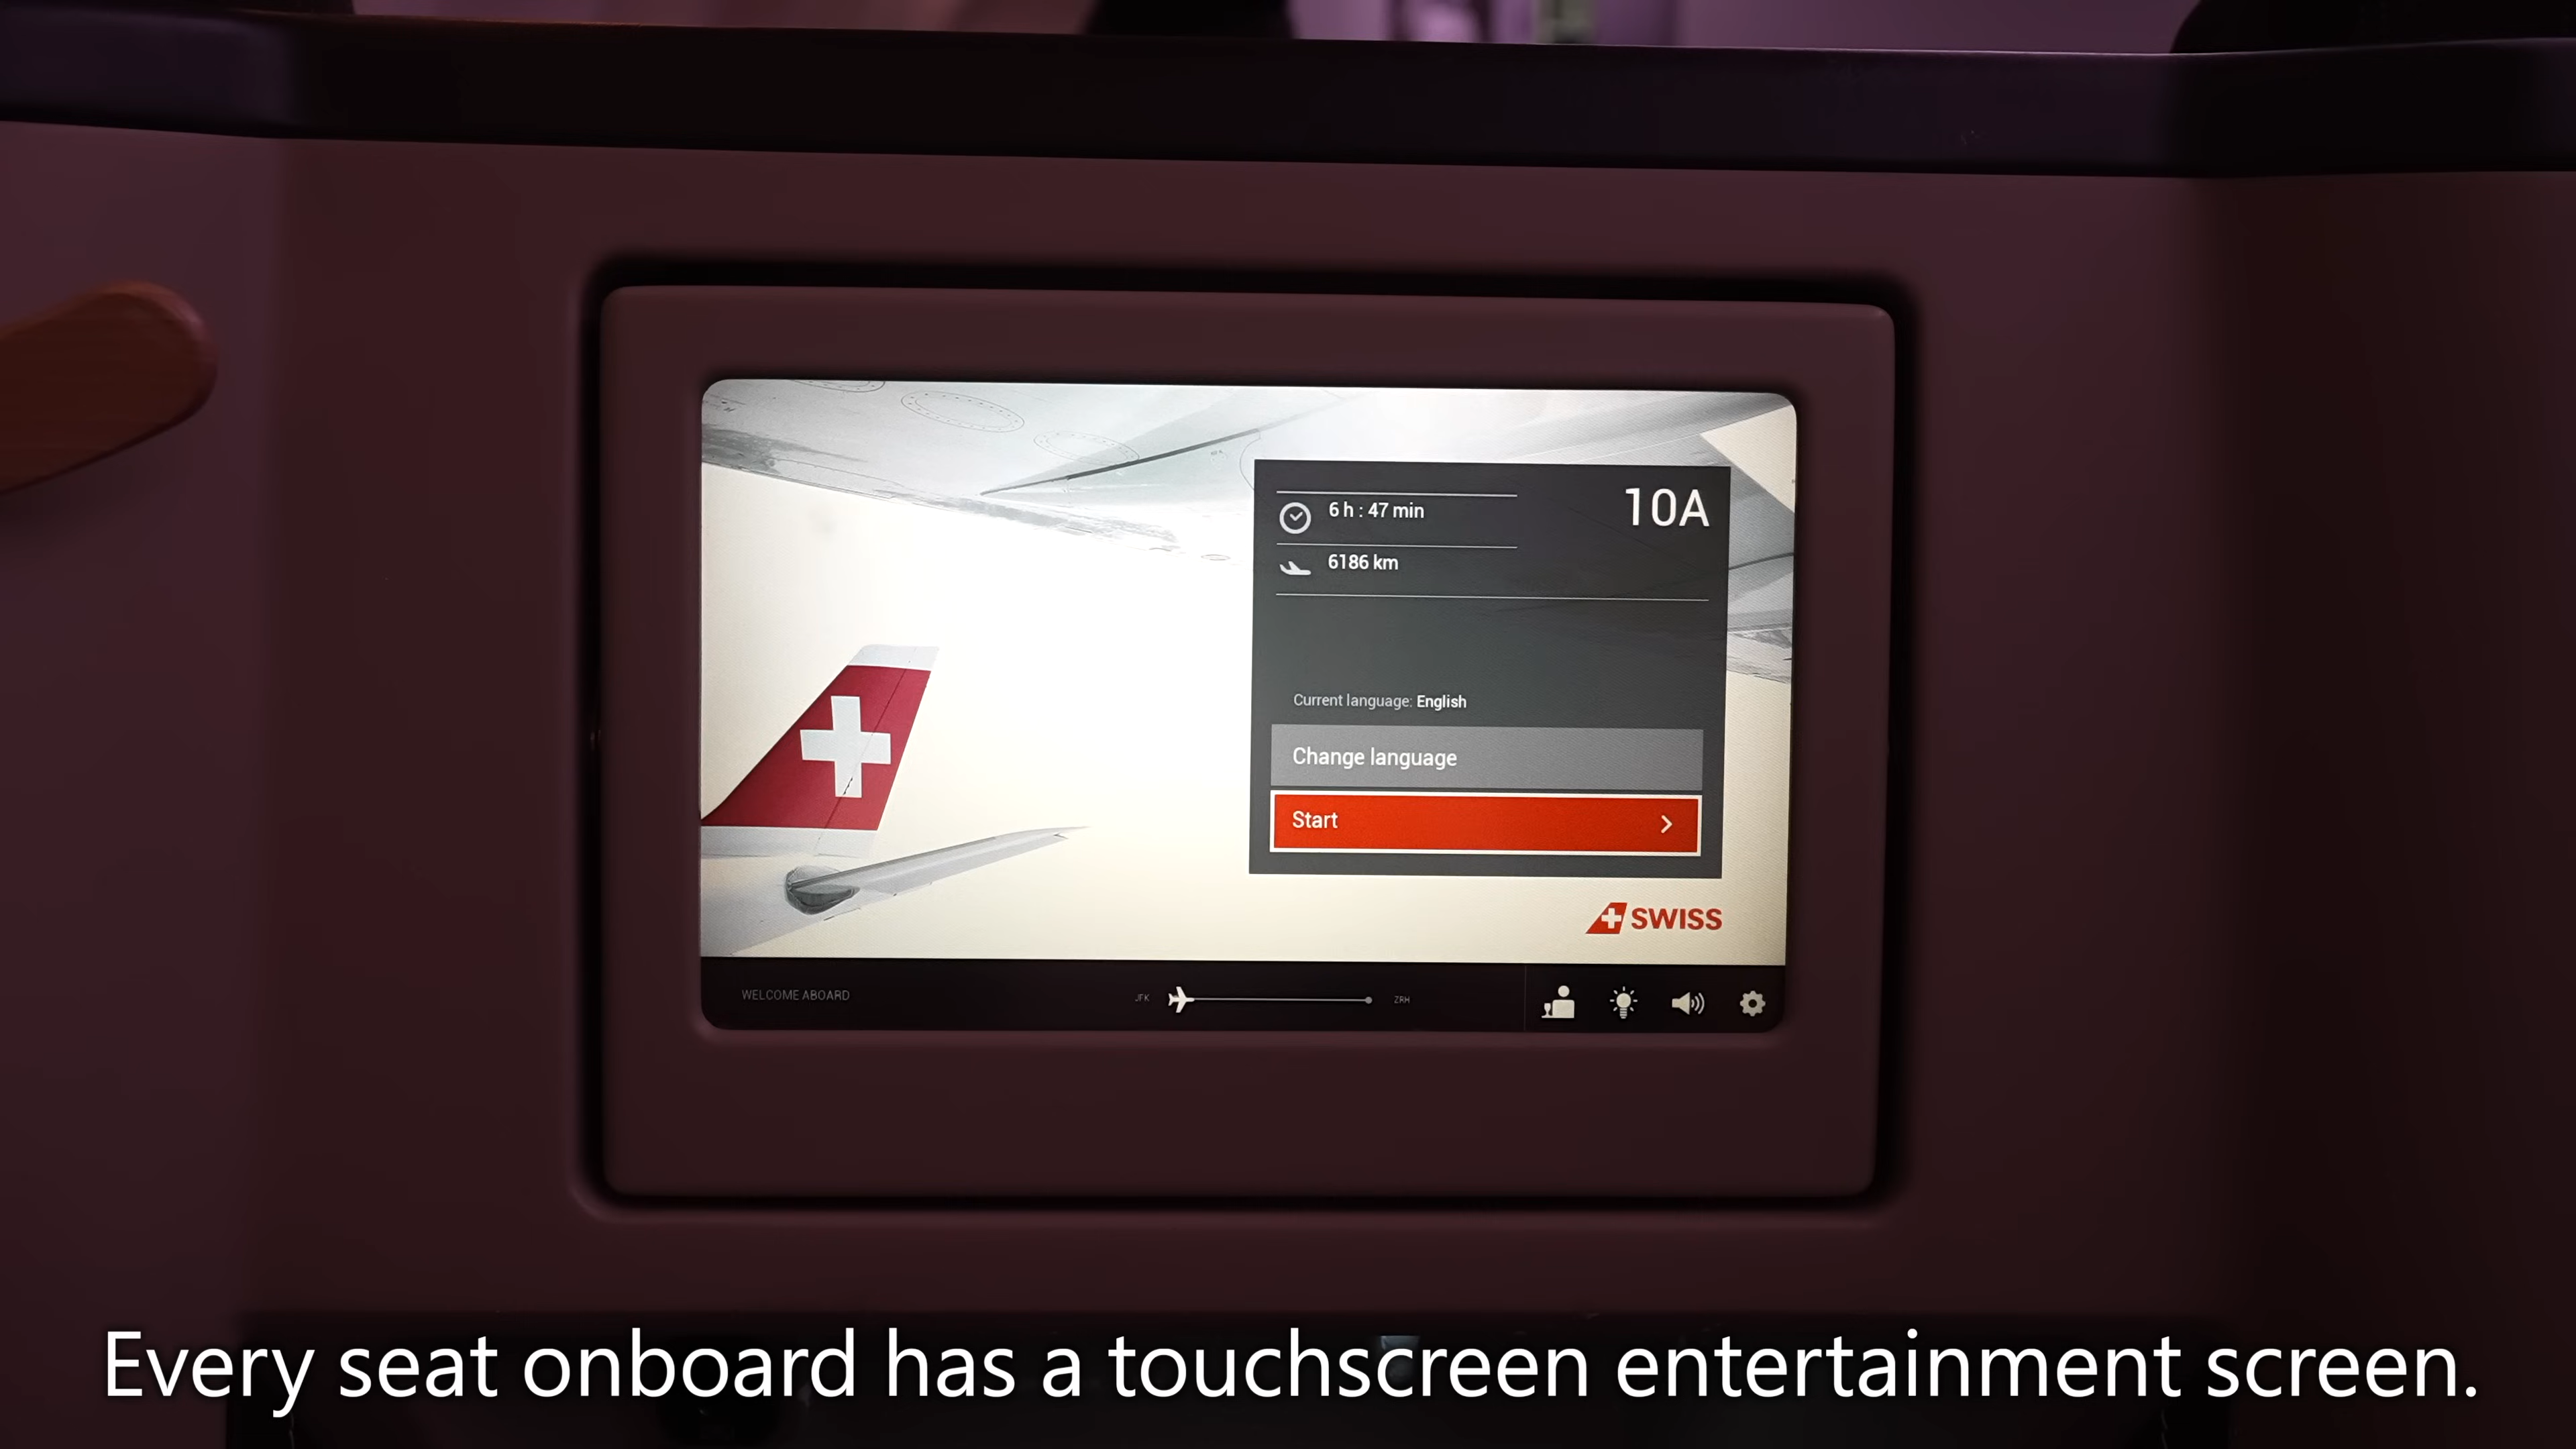 6 h : 47 min
10A
6186 km
Current language: English
Change language
Start
SWISS
WELCOME ABOARD
JFK
ZRH
Every seat onboard has a touchscreen entertainment screen.